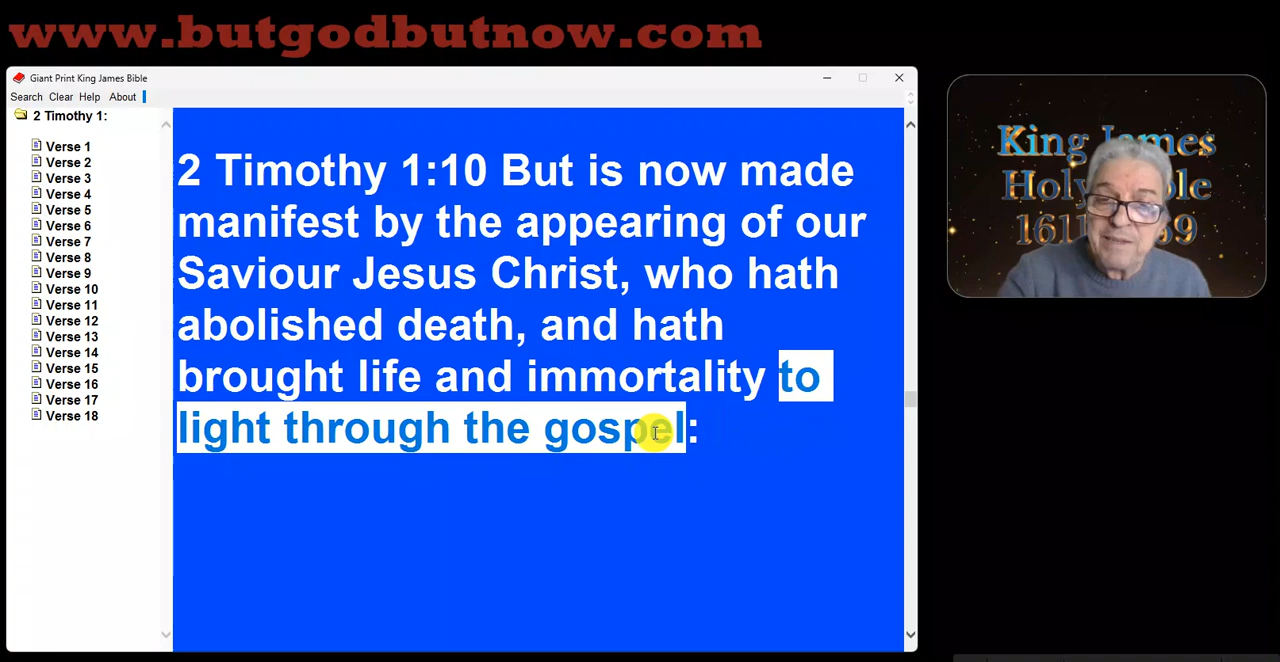 www.butgodbutnow.com
Giant Print King James Bible
Search Clear Help About
2 Timothy 1:
Verse 1
Verse 2
Verse 3
Verse 4
Verse 5
Verse 6
Verse 7
Verse 8
Verse 9
Verse 10
Verse 11
Verse 12
Verse 13
Verse 14
Verse 15
Verse 16
Verse 17
Verse 18
2 Timothy 1:10 But is now made
manifest by the appearing of our
Saviour Jesus Christ, who hath
abolished death, and hath
brought life and immortality to
light through the gospel:
King James